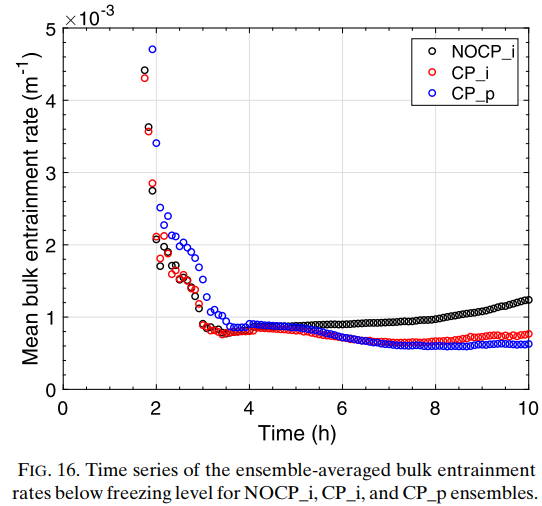 ×10⁻³
5
4
3
2
1
0
Mean bulk entrainment rate (m⁻¹)
NOCP_i
CP_i
CP_p
0 2 4 6 8 10
Time (h)
FIG. 16. Time series of the ensemble-averaged bulk entrainment
rates below freezing level for NOCP_i, CP_i, and CP_p ensembles.